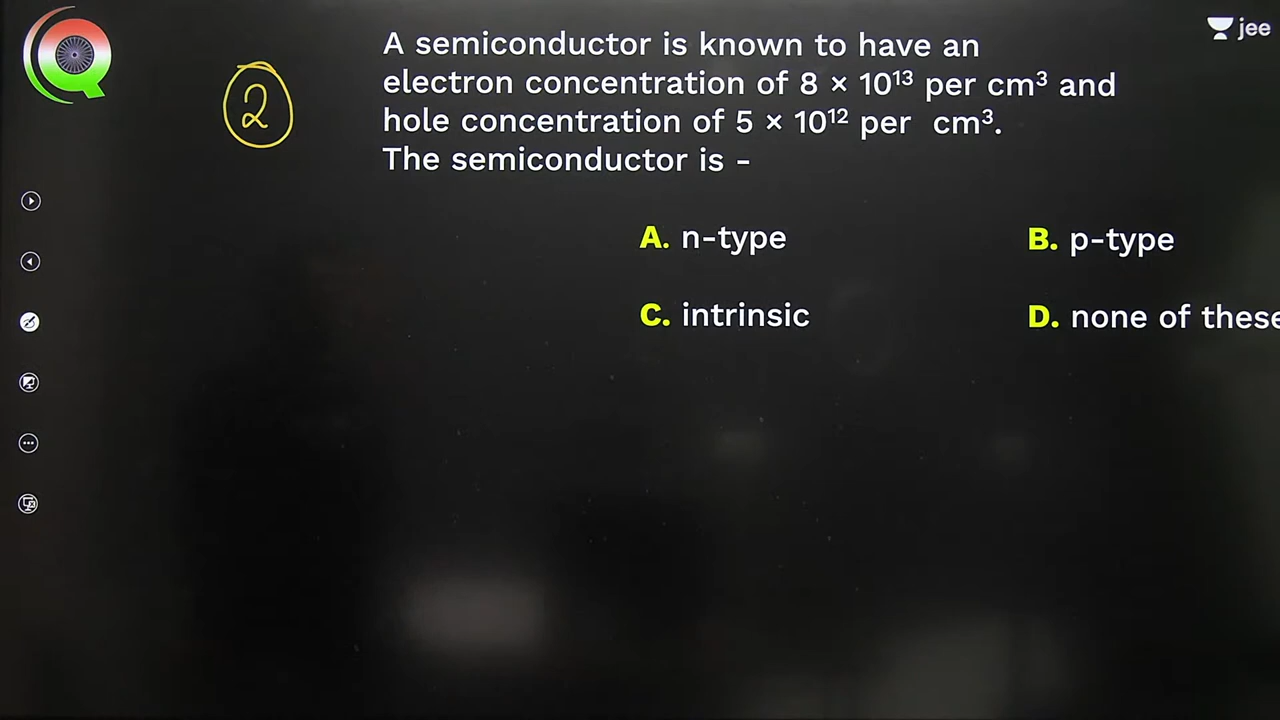 jee
A semiconductor is known to have an
2
electron concentration of 8 × 10¹³ per cm³ and
hole concentration of 5 × 10¹² per cm³.
The semiconductor is -
A. n-type
B. p-type
C. intrinsic
D. none of these